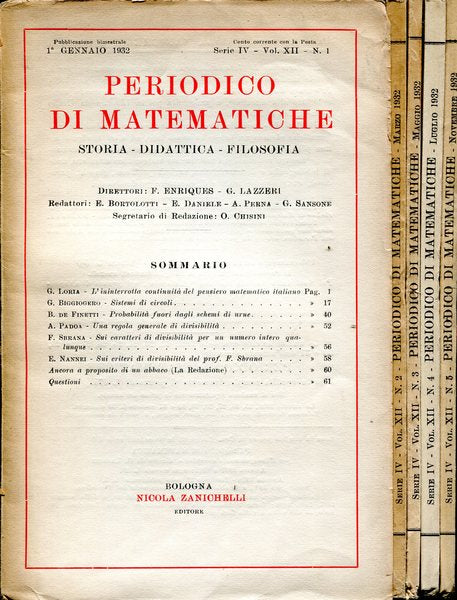 Pubblicazione bimestrale
Conto corrente con la Posta
1° GENNAIO 1932
Serie IV - Vol. XII - N. 1
PERIODICO
DI MATEMATICHE
STORIA - DIDATTICA - FILOSOFIA
DIRETTORI: F. ENRIQUES - G. LAZZERI
Redattori: E. BORTOLOTTI - E. DANIELE - A. PERNA - G. SANSONE
Segretario di Redazione: O. CHISINI
SOMMARIO
G. LORIA - L'ininterrotta continuità del pensiero matematico italiano Pag. 1
G. BIGGIOGERO - Sistemi di circoli . . . . . . . . . . . . . . . . » 17
B. DE FINETTI - Probabilità fuori dagli schemi di urne . . . . . . . . » 40
A. PADOA - Una regola generale di divisibilità . . . . . . . . . . . » 52
F. SBRANA - Sui caratteri di divisibilità per un numero intero qua-
lunque . . . . . . . . . . . . . . . . . . . . . . » 56
E. NANNEI - Sui criteri di divisibilità del prof. F. Sbrana . . . . . . » 58
Ancora a proposito di un abbaco (La Redazione) . . . . . . . . . . » 60
Questioni . . . . . . . . . . . . . . . . . . . . . . . » 61
BOLOGNA
NICOLA ZANICHELLI
EDITORE
SERIE IV - VOL. XII - N. 2 - PERIODICO DI MATEMATICHE - MARZO 1932
SERIE IV - VOL. XII N. 3 - PERIODICO DI MATEMATICHE - MAGGIO 1932
SERIE IV - VOL. XII - N. 4 - PERIODICO DI MATEMATICHE - LUGLIO 1932
SERIE IV - VOL. XII N. 5 - PERIODICO DI MATEMATICHE - NOVEMBRE 1932